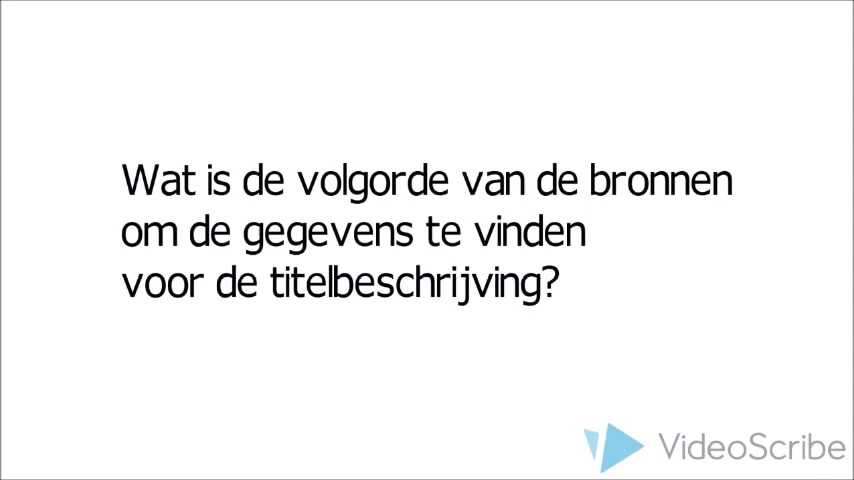 Wat is de volgorde van de bronnen
om de gegevens te vinden
voor de titelbeschrijving?
VideoScribe